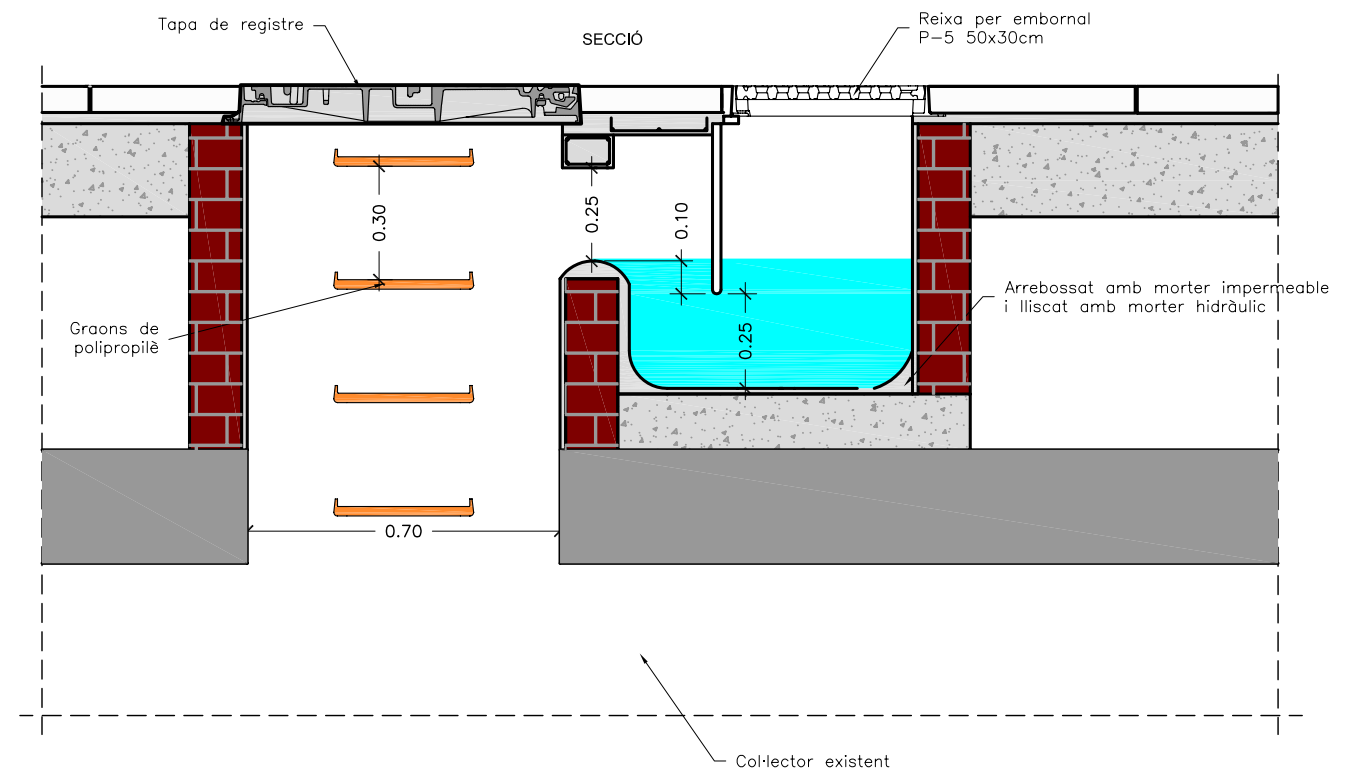 Tapa de registre
SECCIÓ
Reixa per embornal
P-5 50x30cm
0.30
0.25
0.10
0.25
Graons de
polipropilè
Arrebossat amb morter impermeable
i lliscat amb morter hidràulic
0.70
Col·lector existent